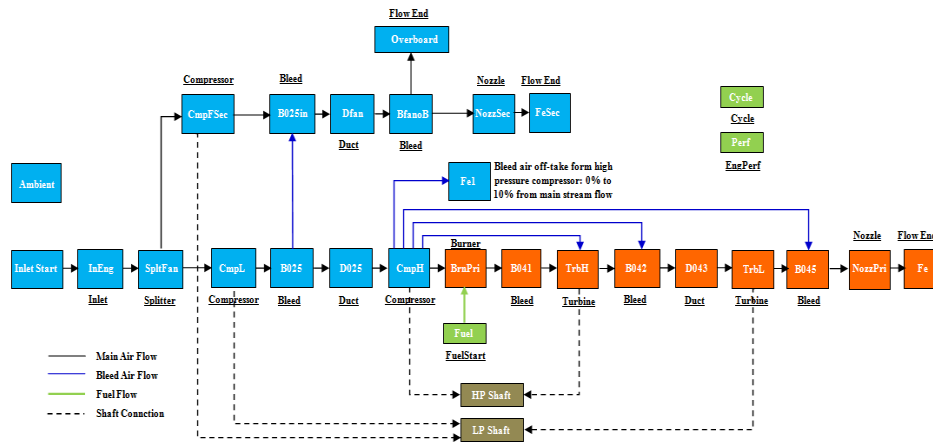 Flow End
Overboard
Compressor
Bleed
Nozzle
Flow End
CmpFSec
B025in
Dfan
BfanoB
NozzSec
FeSec
Duct
Bleed
Cycle
Cycle
Perf
EngPerf
Ambient
Fe1
Bleed air off-take form high
pressure compressor: 0% to
10% from main stream flow
Burner
Nozzle
Flow End
Inlet Start
InEng
SpltFan
CmpL
B025
D025
CmpH
BrnPri
B041
TrbH
B042
D043
TrbL
B045
NozzPri
Fe
Inlet
Splitter
Compressor
Bleed
Duct
Compressor
Bleed
Turbine
Bleed
Duct
Turbine
Bleed
Fuel
FuelStart
Main Air Flow
Bleed Air Flow
Fuel Flow
Shaft Connction
HP Shaft
LP Shaft